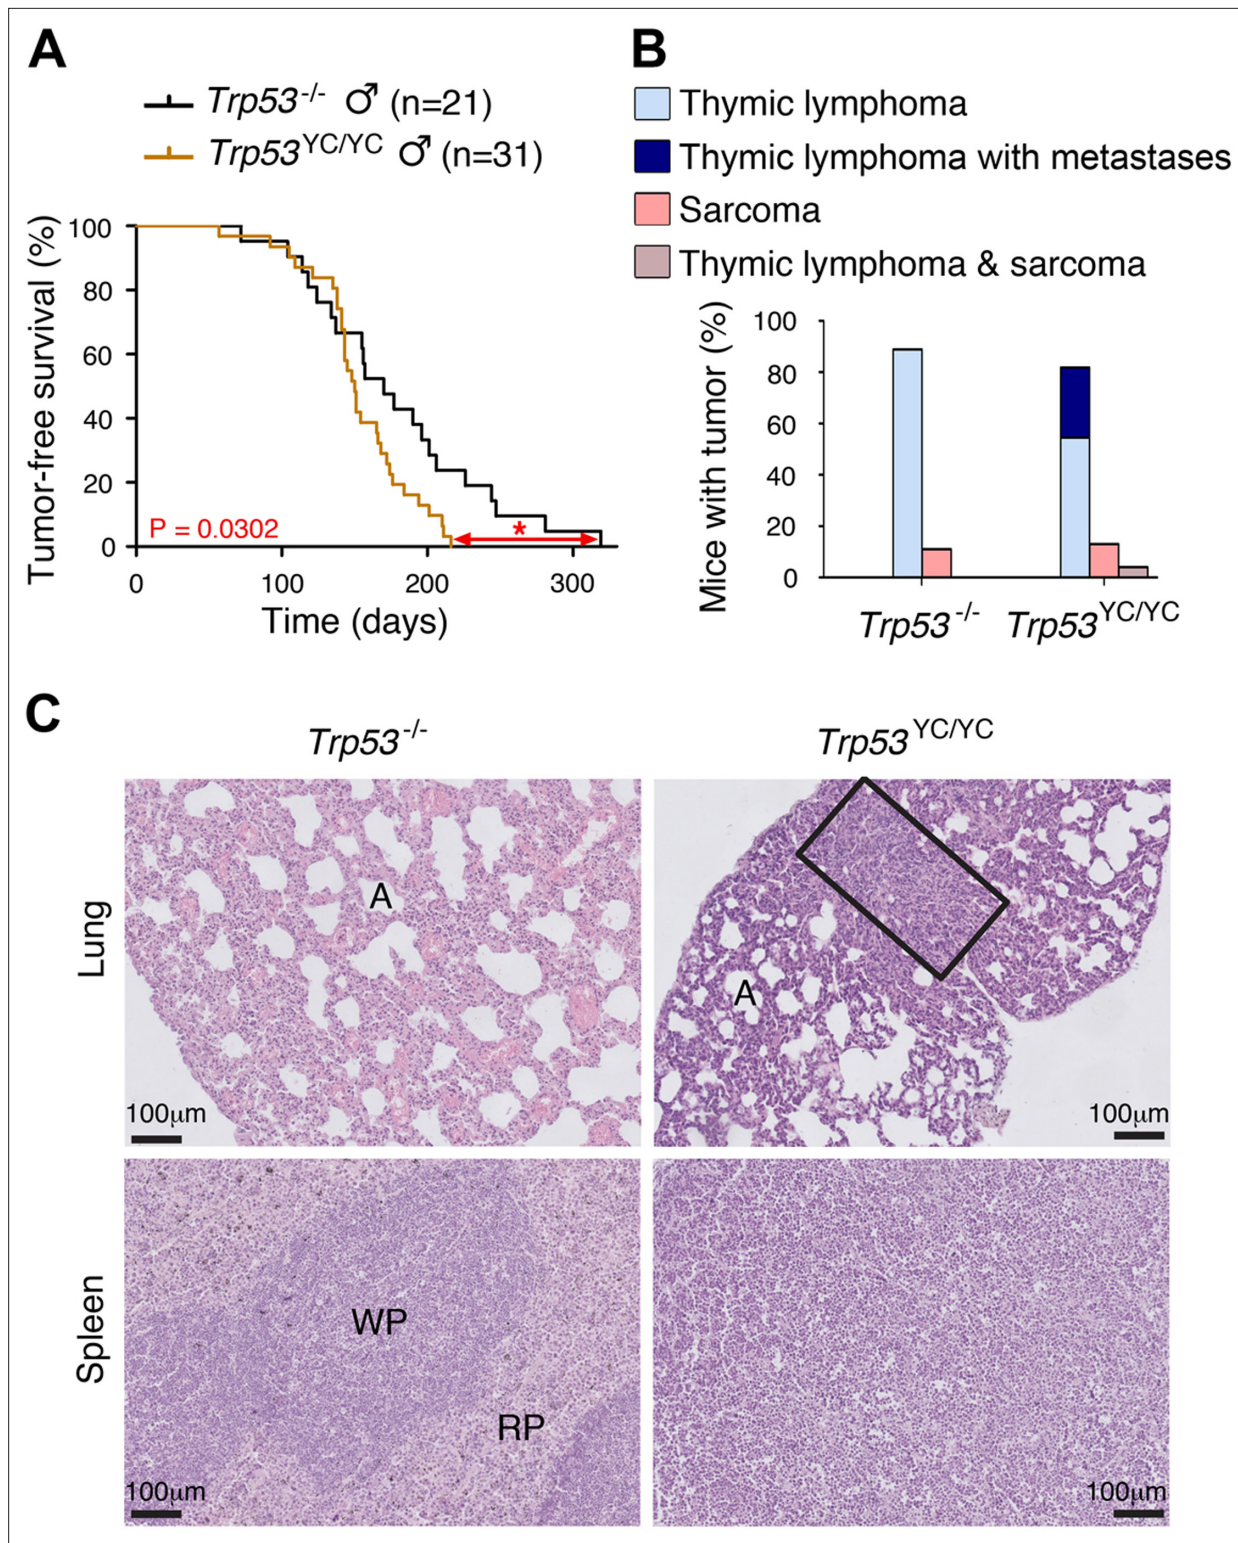 A
Trp53-/- ♂ (n=21)
Trp53YC/YC ♂ (n=31)
Tumor-free survival (%)
100
80
60
40
20
0
P = 0.0302
*
0 100 200 300
Time (days)
B
Thymic lymphoma
Thymic lymphoma with metastases
Sarcoma
Thymic lymphoma & sarcoma
Mice with tumor (%)
100
80
60
40
20
0
Trp53-/- Trp53YC/YC
C
Trp53-/- Trp53YC/YC
Lung
A
100µm
A
100µm
Spleen
WP
RP
100µm
100µm